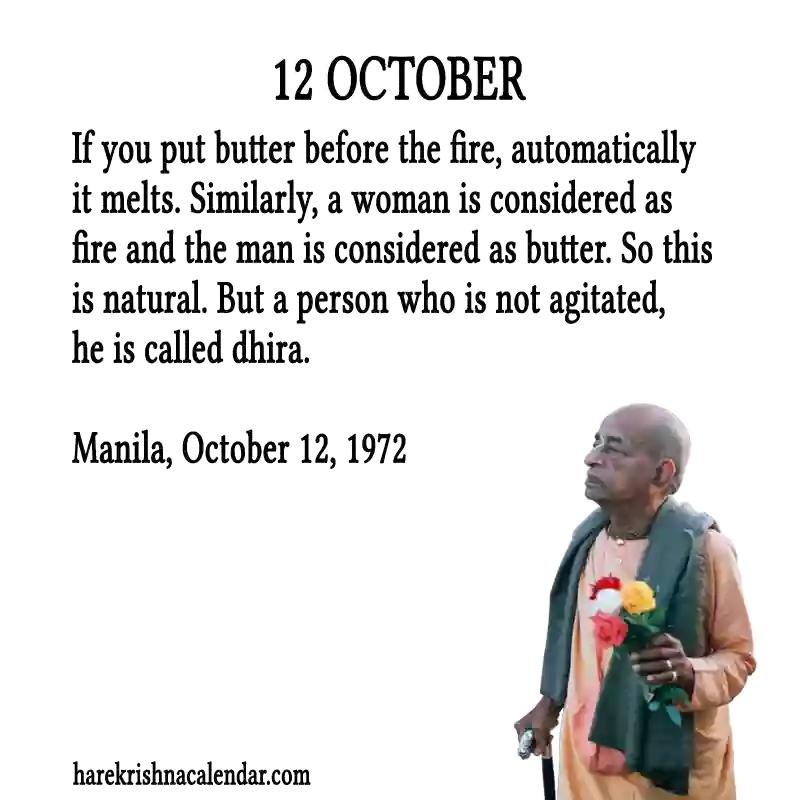 12 OCTOBER
If you put butter before the fire, automatically
it melts. Similarly, a woman is considered as
fire and the man is considered as butter. So this
is natural. But a person who is not agitated,
he is called dhira.
Manila, October 12, 1972
harekrishnacalendar.com